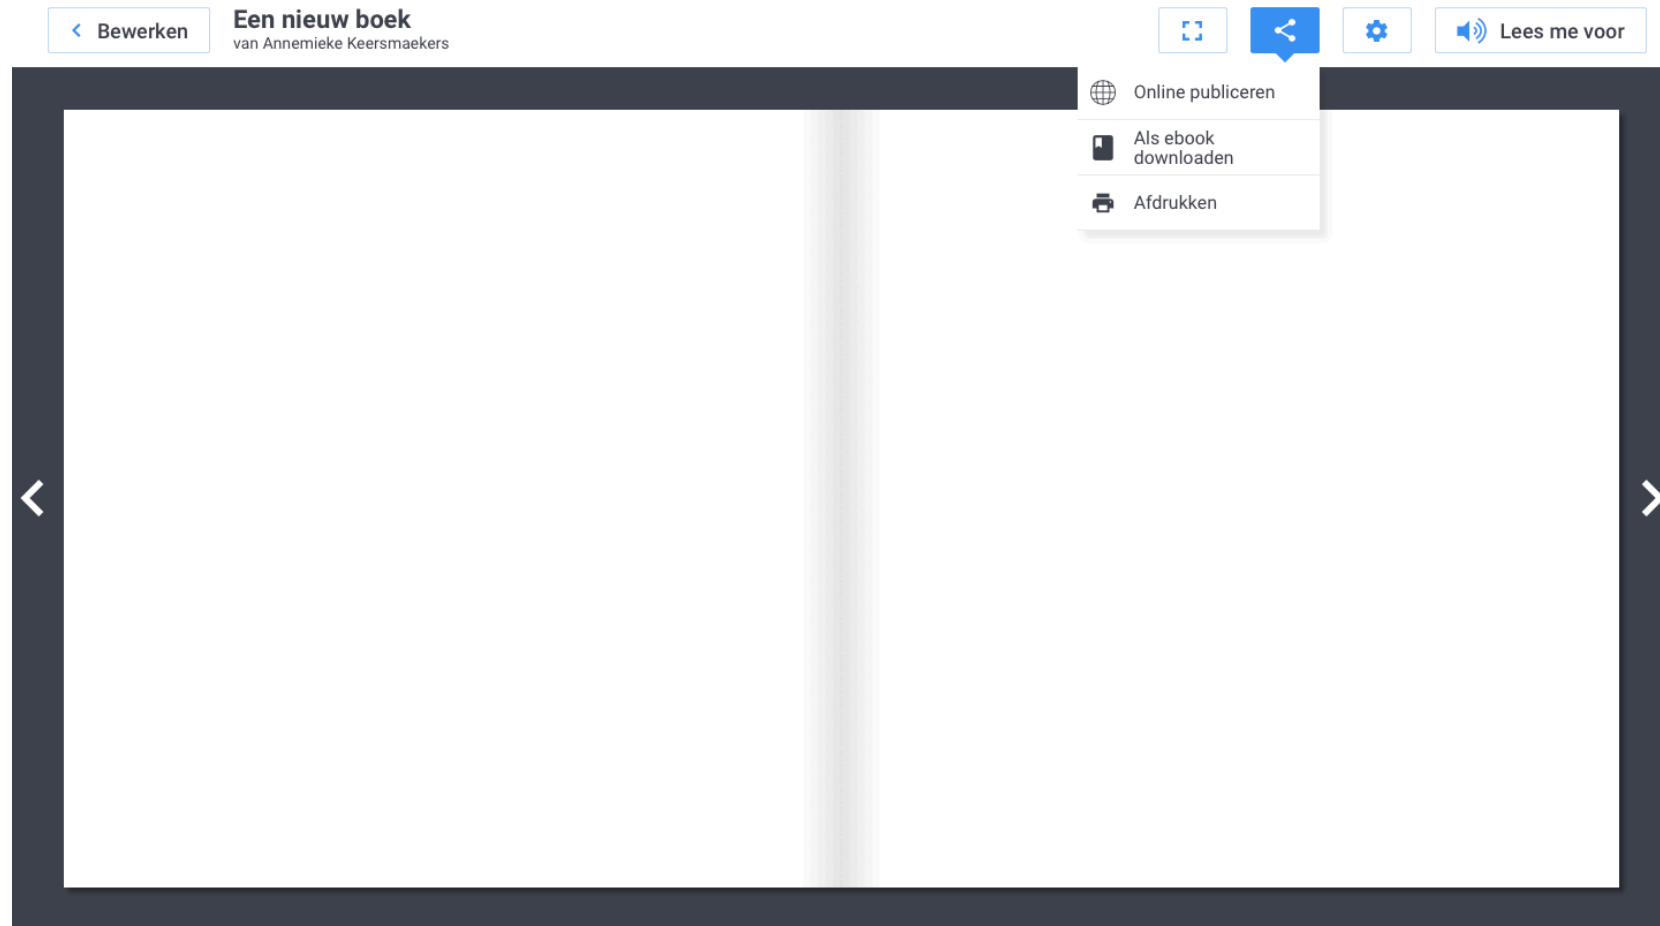 Bewerken
Een nieuw boek
van Annemieke Keersmaekers
Lees me voor
Online publiceren
Als ebook
downloaden
Afdrukken